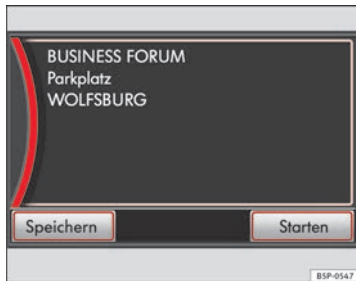 BUSINESS FORUM
Parkplatz
WOLFSBURG
Speichern
Starten
B5P-0547